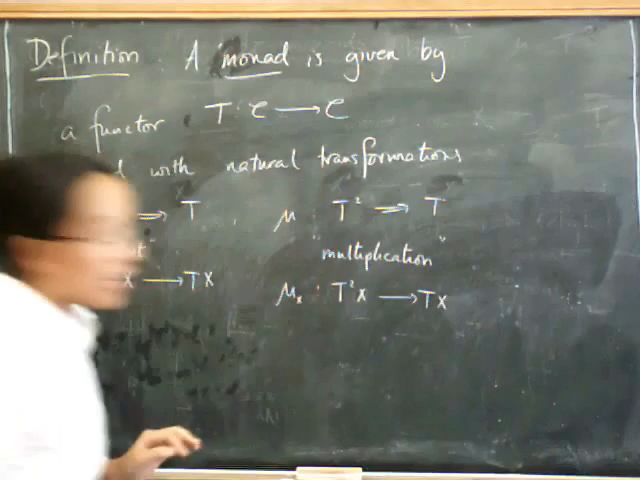 Definition. A monad is given by
a functor T : C ⟶ C
with natural transformations
⟹ T, μ : T² ⟹ T
"multiplication"
x ⟶ Tx μₓ : T²x ⟶ Tx